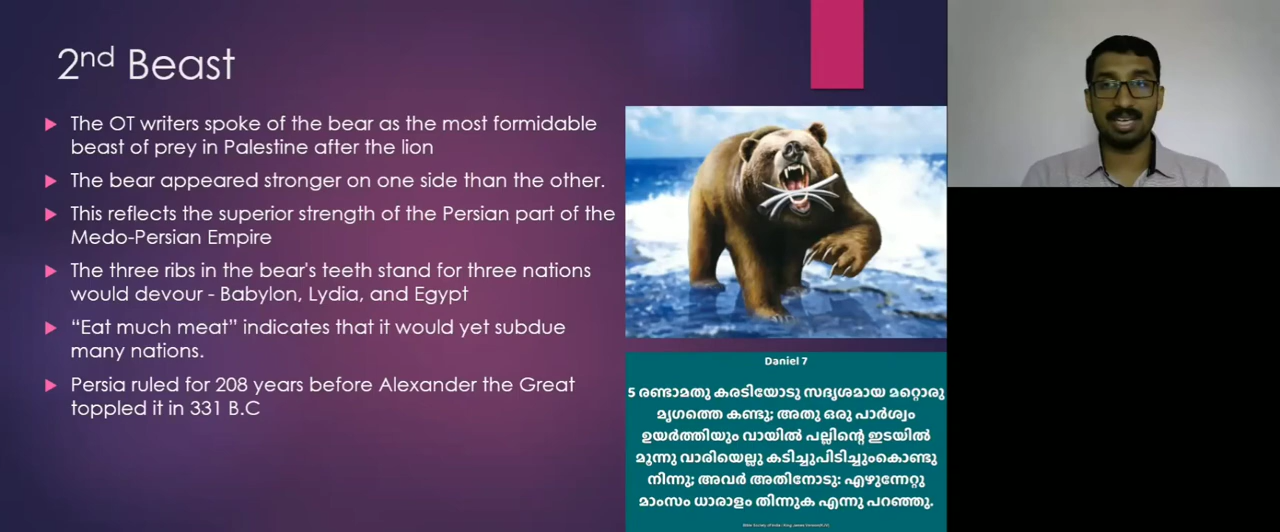 2nd Beast
The OT writers spoke of the bear as the most formidable
beast of prey in Palestine after the lion
The bear appeared stronger on one side than the other.
This reflects the superior strength of the Persian part of the
Medo-Persian Empire
The three ribs in the bear's teeth stand for three nations
would devour - Babylon, Lydia, and Egypt
“Eat much meat” indicates that it would yet subdue
many nations.
Persia ruled for 208 years before Alexander the Great
toppled it in 331 B.C
Daniel 7
5 രണ്ടാമതു കരടിയോടു സദൃശമായ മറ്റൊരു
മൃഗത്തെ കണ്ടു; അതു ഒരു പാർശ്വം
ഉയർത്തിയും വായിൽ പല്ലിന്റെ ഇടയിൽ
മൂന്നു വാരിയെല്ലു കടിച്ചുപിടിച്ചുംകൊണ്ടു
നിന്നു; അവർ അതിനോടു: എഴുന്നേറ്റു
മാംസം ധാരാളം തിന്നുക എന്നു പറഞ്ഞു.